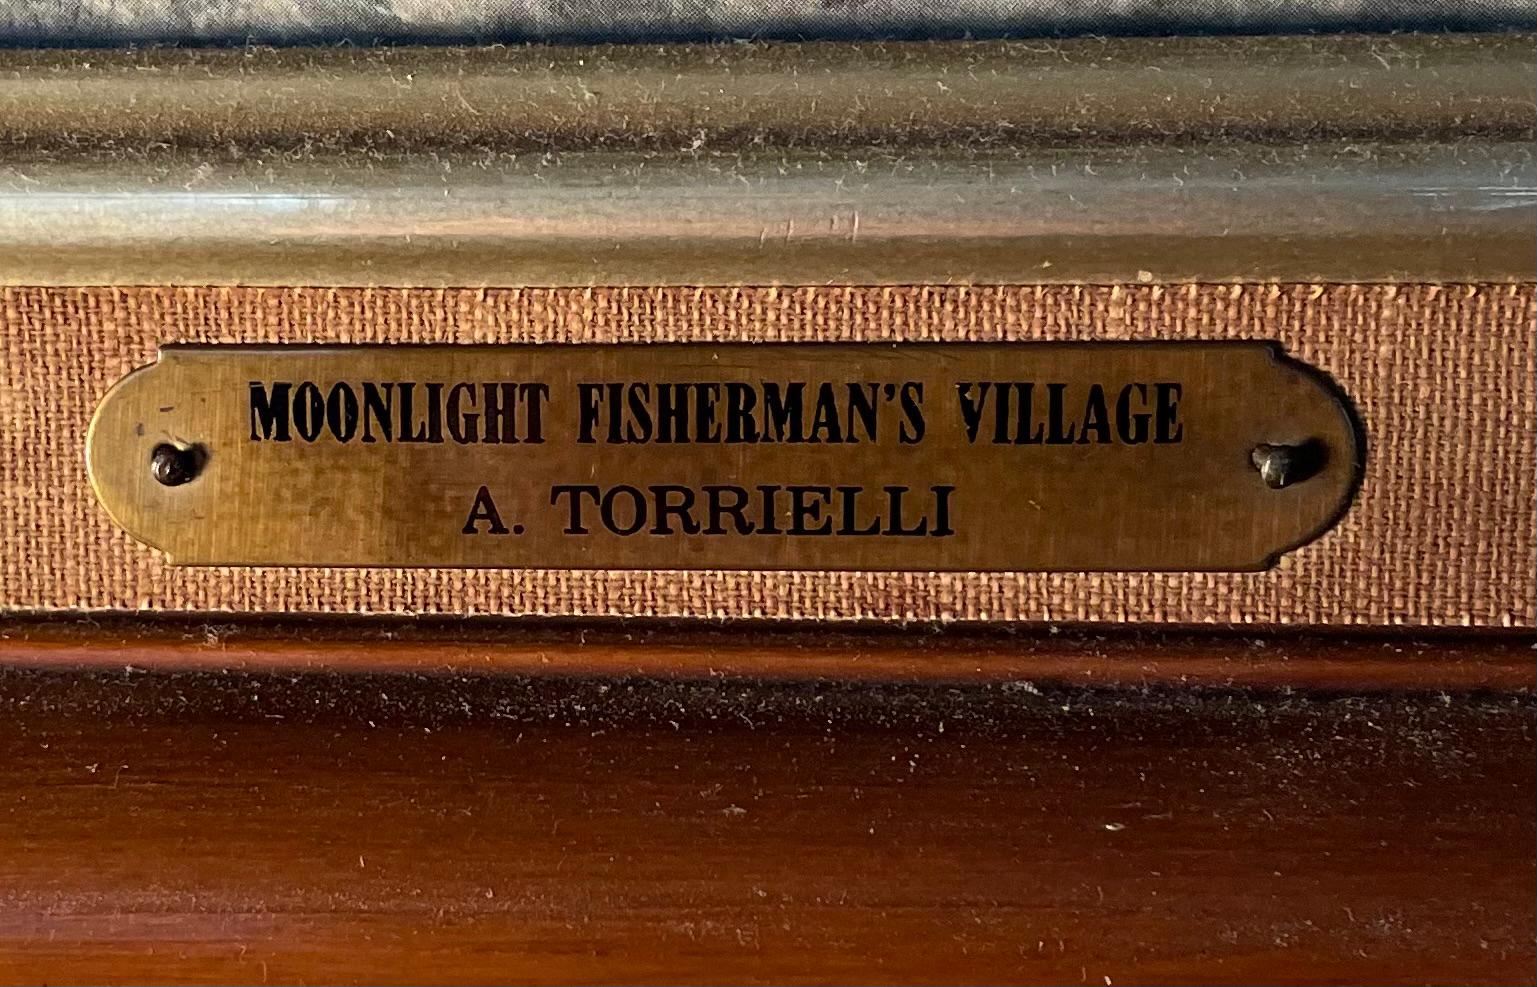 MOONLIGHT FISHERMAN'S VILLAGE
A. TORRIELLI